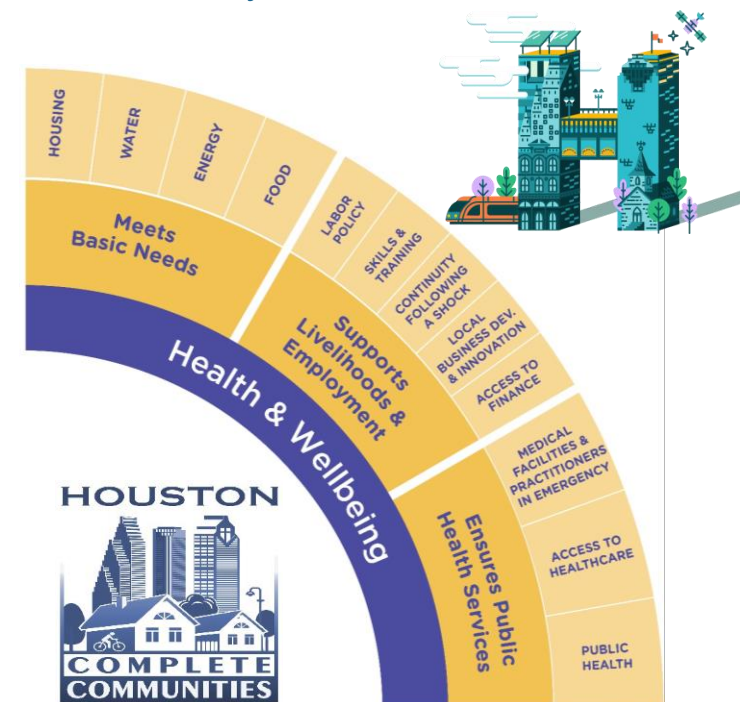 HOUSING
WATER
ENERGY
FOOD
Meets
Basic Needs
LABOR
POLICY
SKILLS &
TRAINING
CONTINUITY
FOLLOWING
A SHOCK
LOCAL
BUSINESS DEV.
& INNOVATION
ACCESS TO
FINANCE
Supports
Livelihoods &
Employment
Health & Wellbeing
MEDICAL
FACILITIES &
PRACTITIONERS
IN EMERGENCY
ACCESS TO
HEALTHCARE
PUBLIC
HEALTH
Ensures Public
Health Services
HOUSTON
COMPLETE
COMMUNITIES